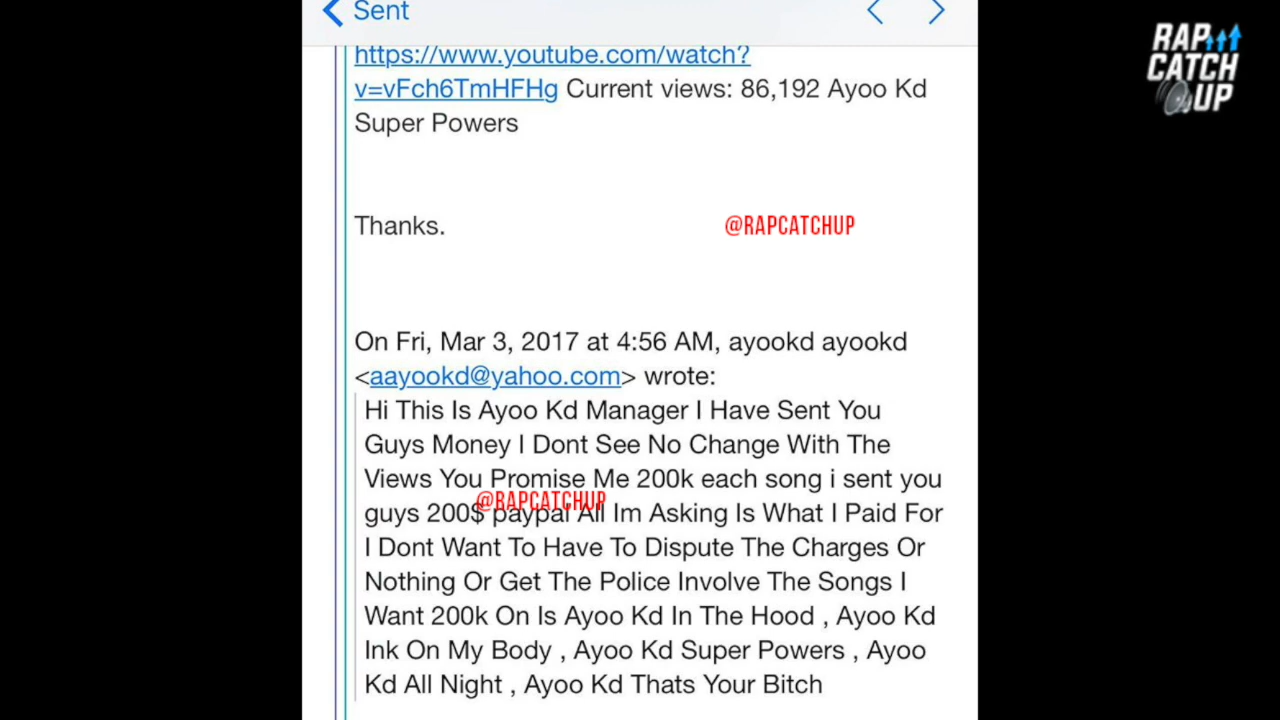 Sent
RAP
CATCH
UP
https://www.youtube.com/watch?
v=vFch6TmHFHg Current views: 86,192 Ayoo Kd
Super Powers
Thanks.
@RAPCATCHUP
On Fri, Mar 3, 2017 at 4:56 AM, ayookd ayookd
<aayookd@yahoo.com> wrote:
Hi This Is Ayoo Kd Manager I Have Sent You
Guys Money I Dont See No Change With The
Views You Promise Me 200k each song i sent you
@RAPCATCHUP
guys 200$ paypal All Im Asking Is What I Paid For
I Dont Want To Have To Dispute The Charges Or
Nothing Or Get The Police Involve The Songs I
Want 200k On Is Ayoo Kd In The Hood , Ayoo Kd
Ink On My Body , Ayoo Kd Super Powers , Ayoo
Kd All Night , Ayoo Kd Thats Your Bitch